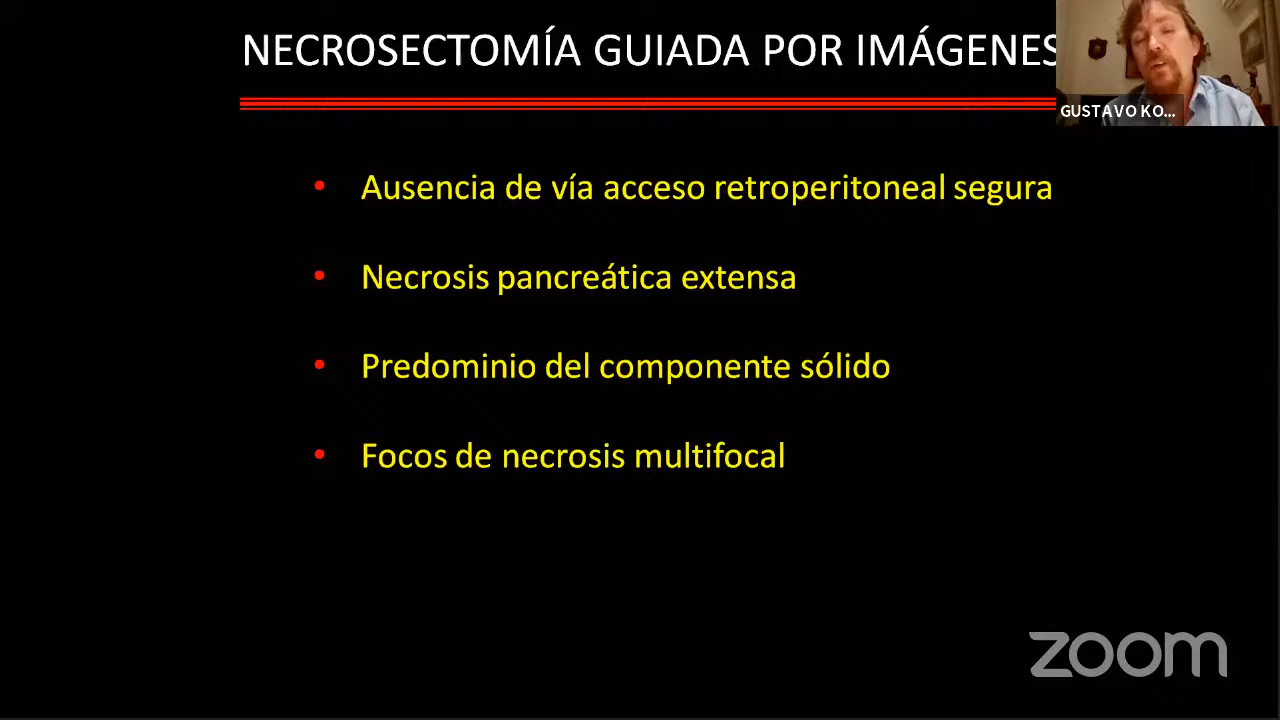 NECROSECTOMÍA GUIADA POR IMÁGENES
GUSTAVO KO...
• Ausencia de vía acceso retroperitoneal segura
• Necrosis pancreática extensa
• Predominio del componente sólido
• Focos de necrosis multifocal
zoom